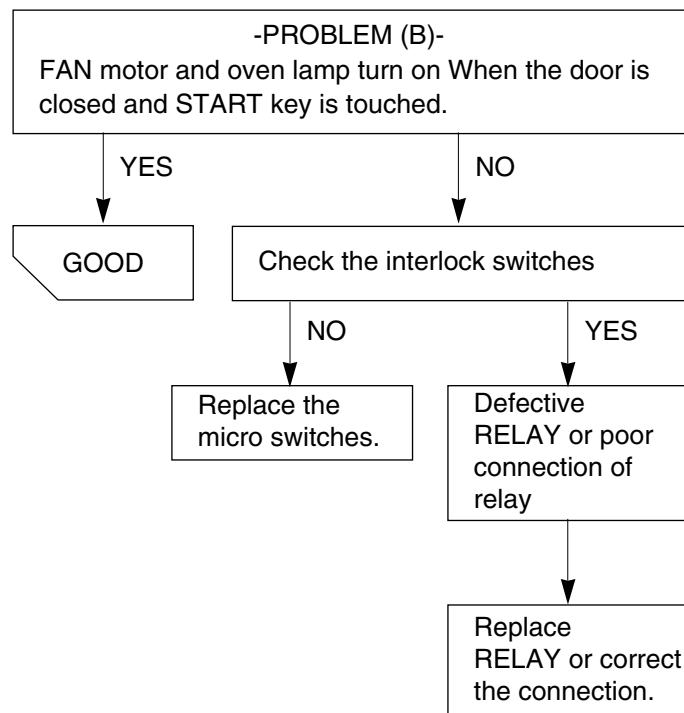 -PROBLEM (B)-
FAN motor and oven lamp turn on When the door is
closed and START key is touched.
YES
NO
GOOD
Check the interlock switches
NO
YES
Replace the
micro switches.
Defective
RELAY or poor
connection of
relay
Replace
RELAY or correct
the connection.